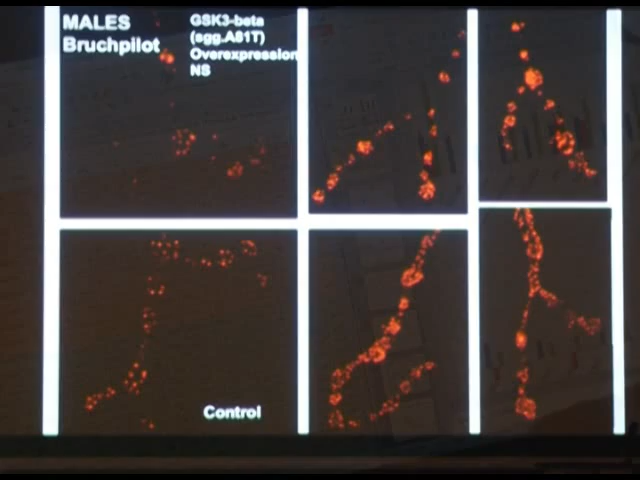 MALES
Bruchpilot
GSK3-beta
(sgg.A81T)
Overexpression
NS
Control